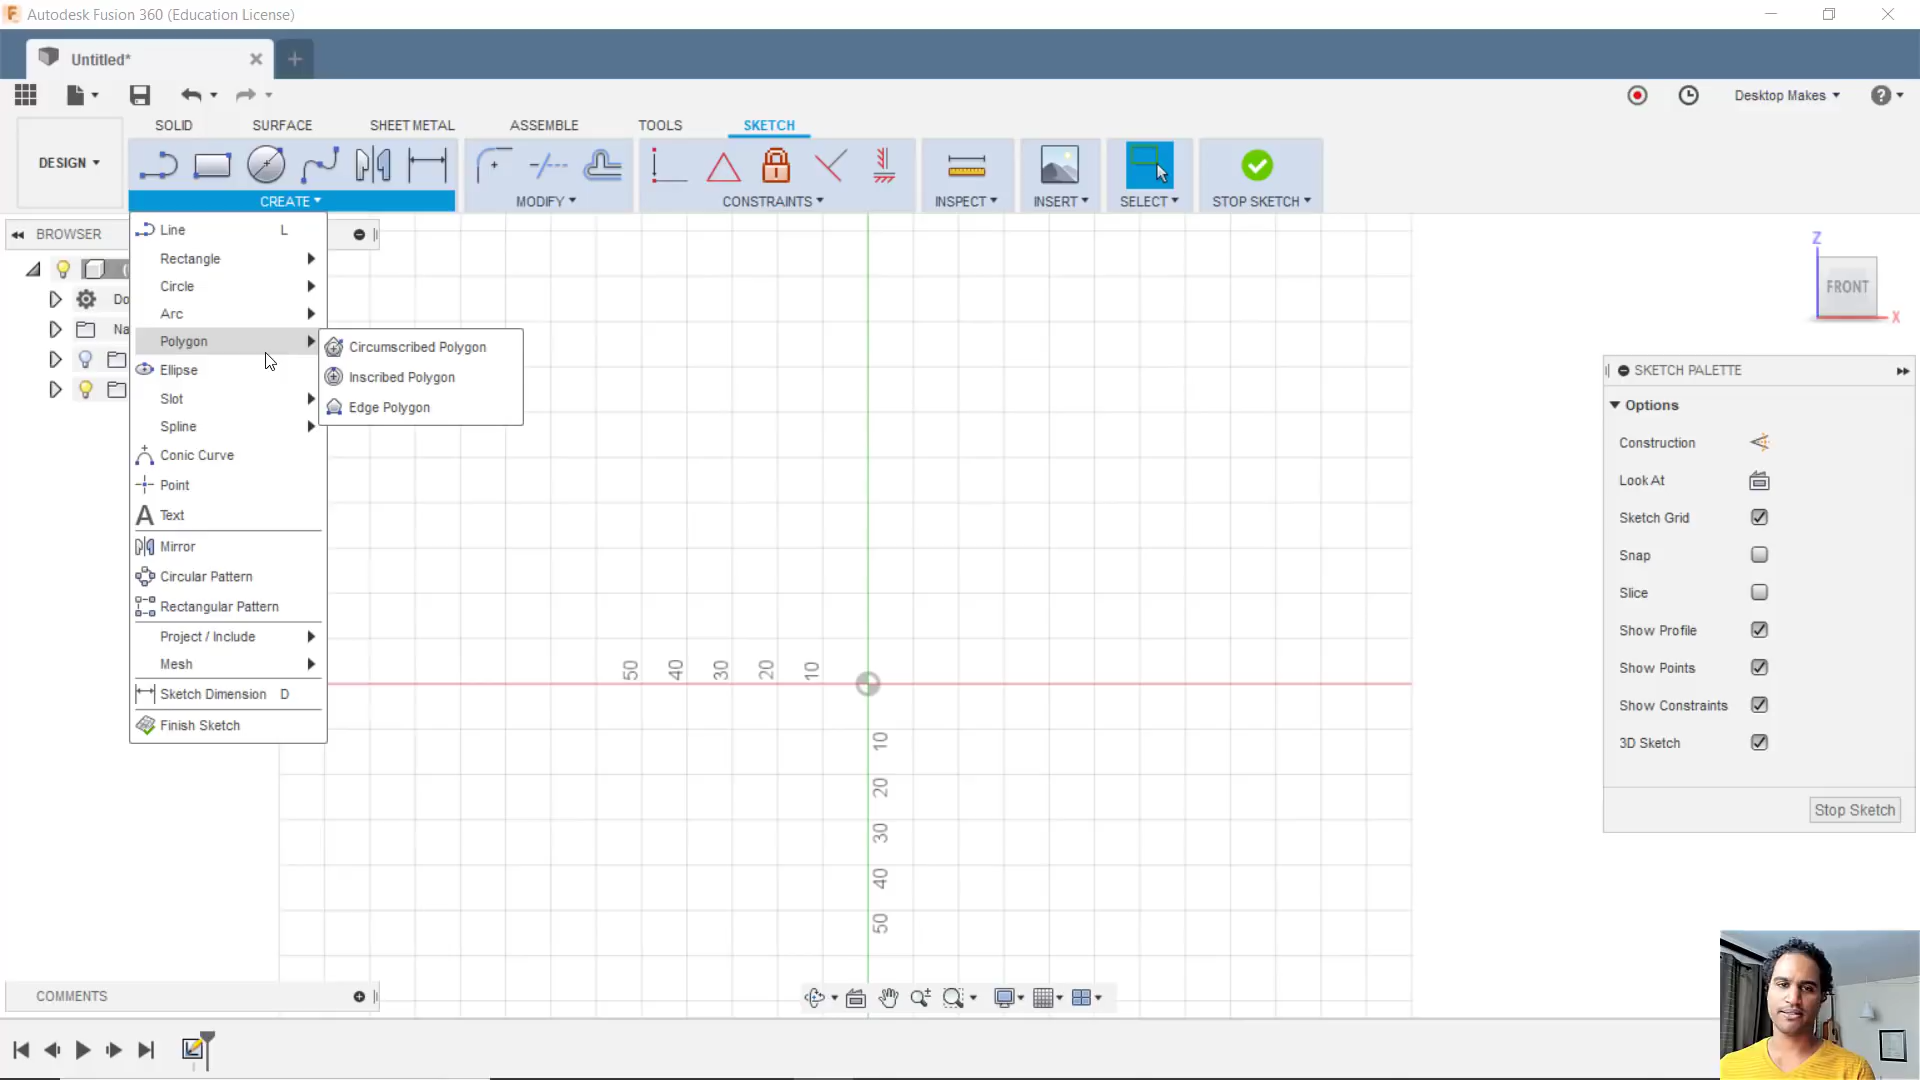 Autodesk Fusion 360 (Education License)
Untitled*
Desktop Makes
SOLID SURFACE SHEET METAL ASSEMBLE TOOLS SKETCH
DESIGN
CREATE MODIFY CONSTRAINTS INSPECT INSERT SELECT STOP SKETCH
BROWSER
(
Do
Na
Line L
Rectangle
Circle
Arc
Polygon
Ellipse
Slot
Spline
Conic Curve
Point
Text
Mirror
Circular Pattern
Rectangular Pattern
Project / Include
Mesh
Sketch Dimension D
Finish Sketch
Circumscribed Polygon
Inscribed Polygon
Edge Polygon
50 40 30 20 10
10
20
30
40
50
Z
FRONT
X
SKETCH PALETTE
Options
Construction
Look At
Sketch Grid
Snap
Slice
Show Profile
Show Points
Show Constraints
3D Sketch
Stop Sketch
COMMENTS